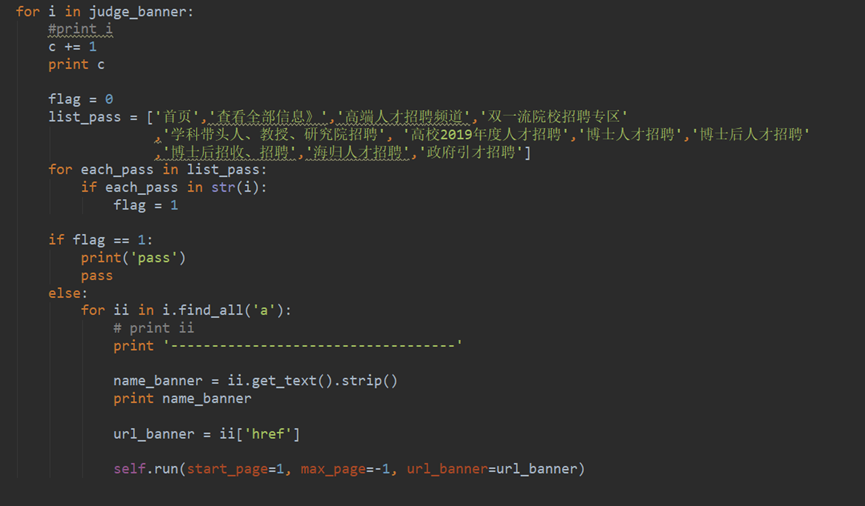 for i in judge_banner:
#print i
c += 1
print c
flag = 0
list_pass = ['首页','查看全部信息》','高端人才招聘频道','双一流院校招聘专区'
,'学科带头人、教授、研究院招聘', '高校2019年度人才招聘','博士人才招聘','博士后人才招聘'
,'博士后招收、招聘','海归人才招聘','政府引才招聘']
for each_pass in list_pass:
if each_pass in str(i):
flag = 1
if flag == 1:
print('pass')
pass
else:
for ii in i.find_all('a'):
# print ii
print '-----------------------------------'
name_banner = ii.get_text().strip()
print name_banner
url_banner = ii['href']
self.run(start_page=1, max_page=-1, url_banner=url_banner)